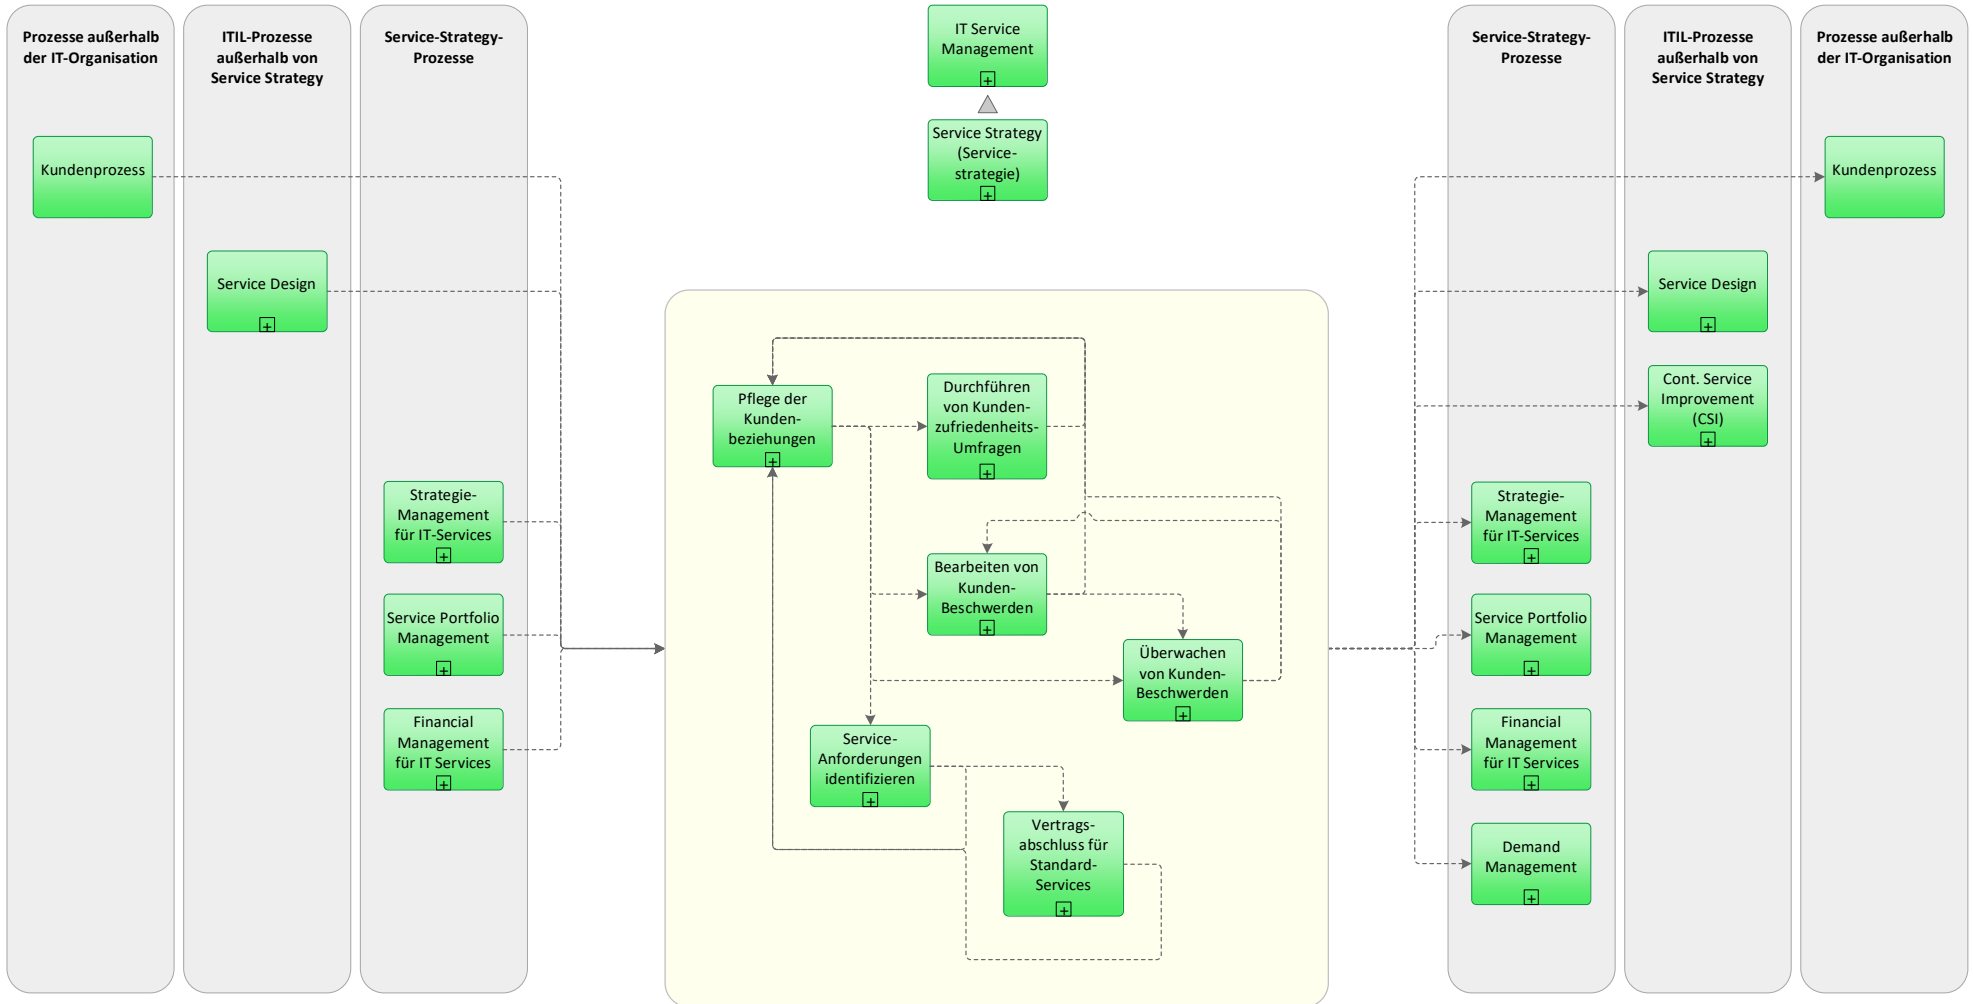 Prozesse außerhalb
der IT-Organisation
ITIL-Prozesse
außerhalb von
Service Strategy
Service-Strategy-
Prozesse
IT Service
Management
Service Strategy
(Service-
strategie)
Service-Strategy-
Prozesse
ITIL-Prozesse
außerhalb von
Service Strategy
Prozesse außerhalb
der IT-Organisation
Kundenprozess
Service Design
Strategie-
Management
für IT-Services
Service Portfolio
Management
Financial
Management
für IT Services
Pflege der
Kunden-
beziehungen
Durchführen
von Kunden-
zufriedenheits-
Umfragen
Bearbeiten von
Kunden-
Beschwerden
Überwachen
von Kunden-
Beschwerden
Service-
Anforderungen
identifizieren
Vertrags-
abschluss für
Standard-
Services
Kundenprozess
Service Design
Cont. Service
Improvement
(CSI)
Strategie-
Management
für IT-Services
Service Portfolio
Management
Financial
Management
für IT Services
Demand
Management